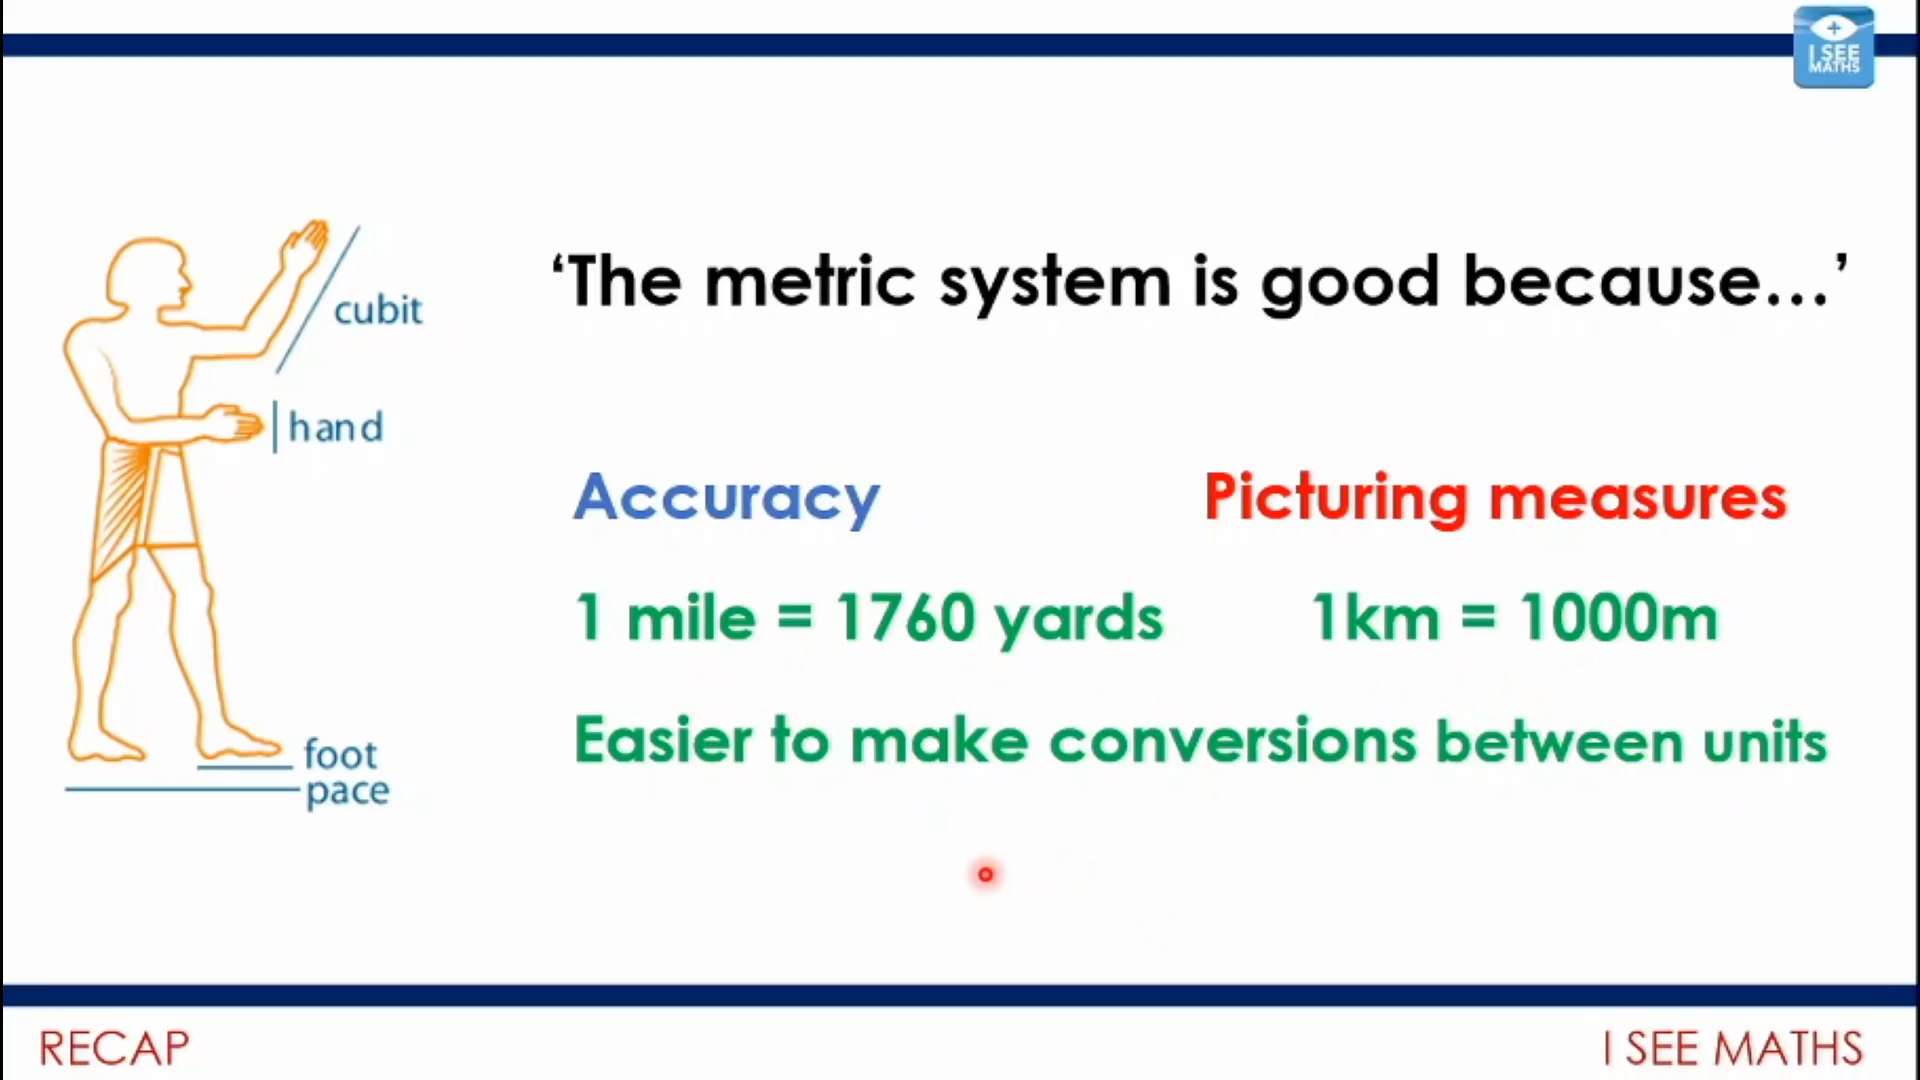 I SEE
MATHS
‘The metric system is good because...’
cubit
hand
foot
pace
Accuracy
Picturing measures
1 mile = 1760 yards
1km = 1000m
Easier to make conversions between units
RECAP
I SEE MATHS